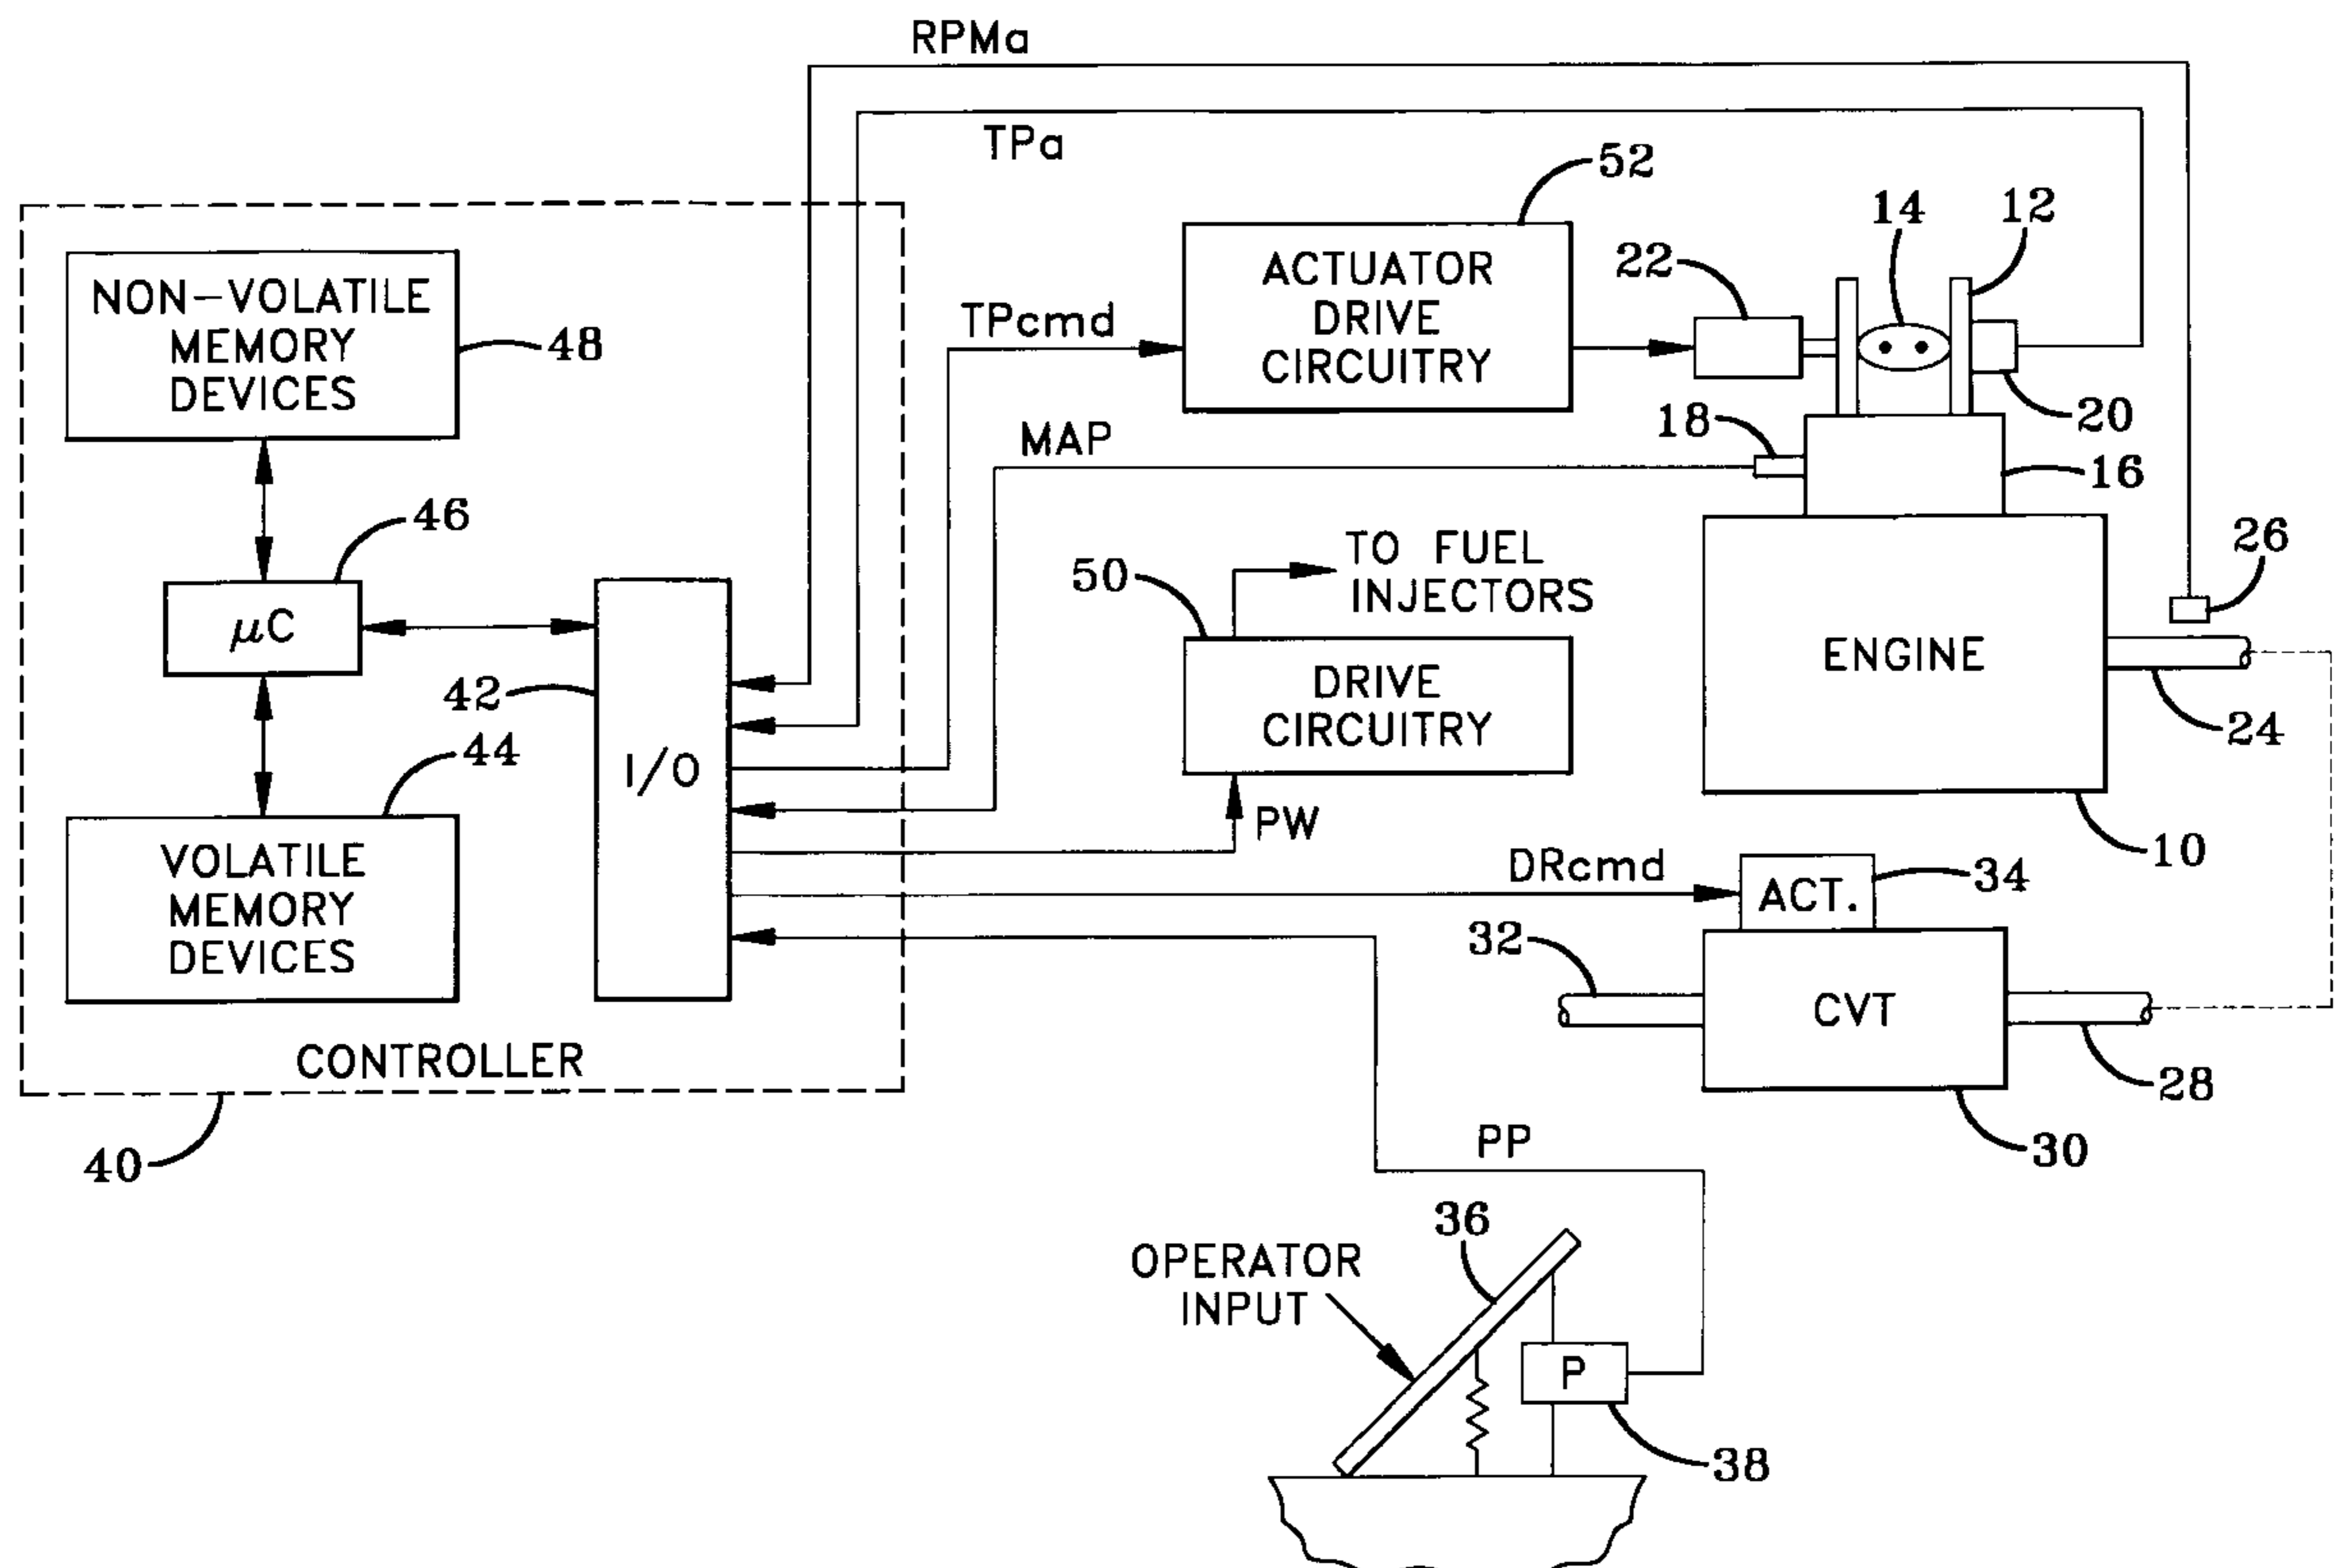 RPMa
TPa
52
14
12
22
NON-VOLATILE
MEMORY
DEVICES
48
ACTUATOR
DRIVE
CIRCUITRY
TPcmd
20
18
MAP
16
46
µC
50
TO FUEL
INJECTORS
26
ENGINE
42
DRIVE
CIRCUITRY
24
44
I/O
PW
10
VOLATILE
MEMORY
DEVICES
DRcmd
ACT.
34
32
CVT
CONTROLLER
28
40
PP
30
36
OPERATOR
INPUT
P
38